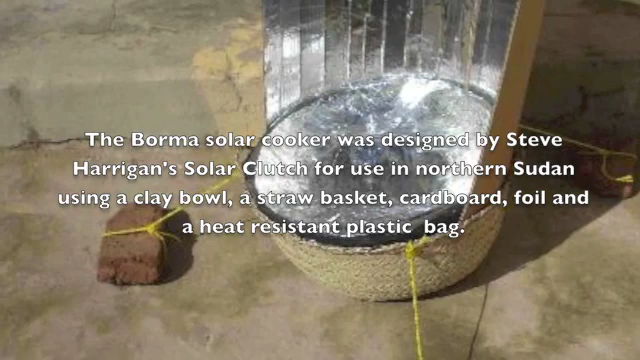 The Borma solar cooker was designed by Steve
Harrigan's Solar Clutch for use in northern Sudan
using a clay bowl, a straw basket, cardboard, foil and
a heat resistant plastic bag.